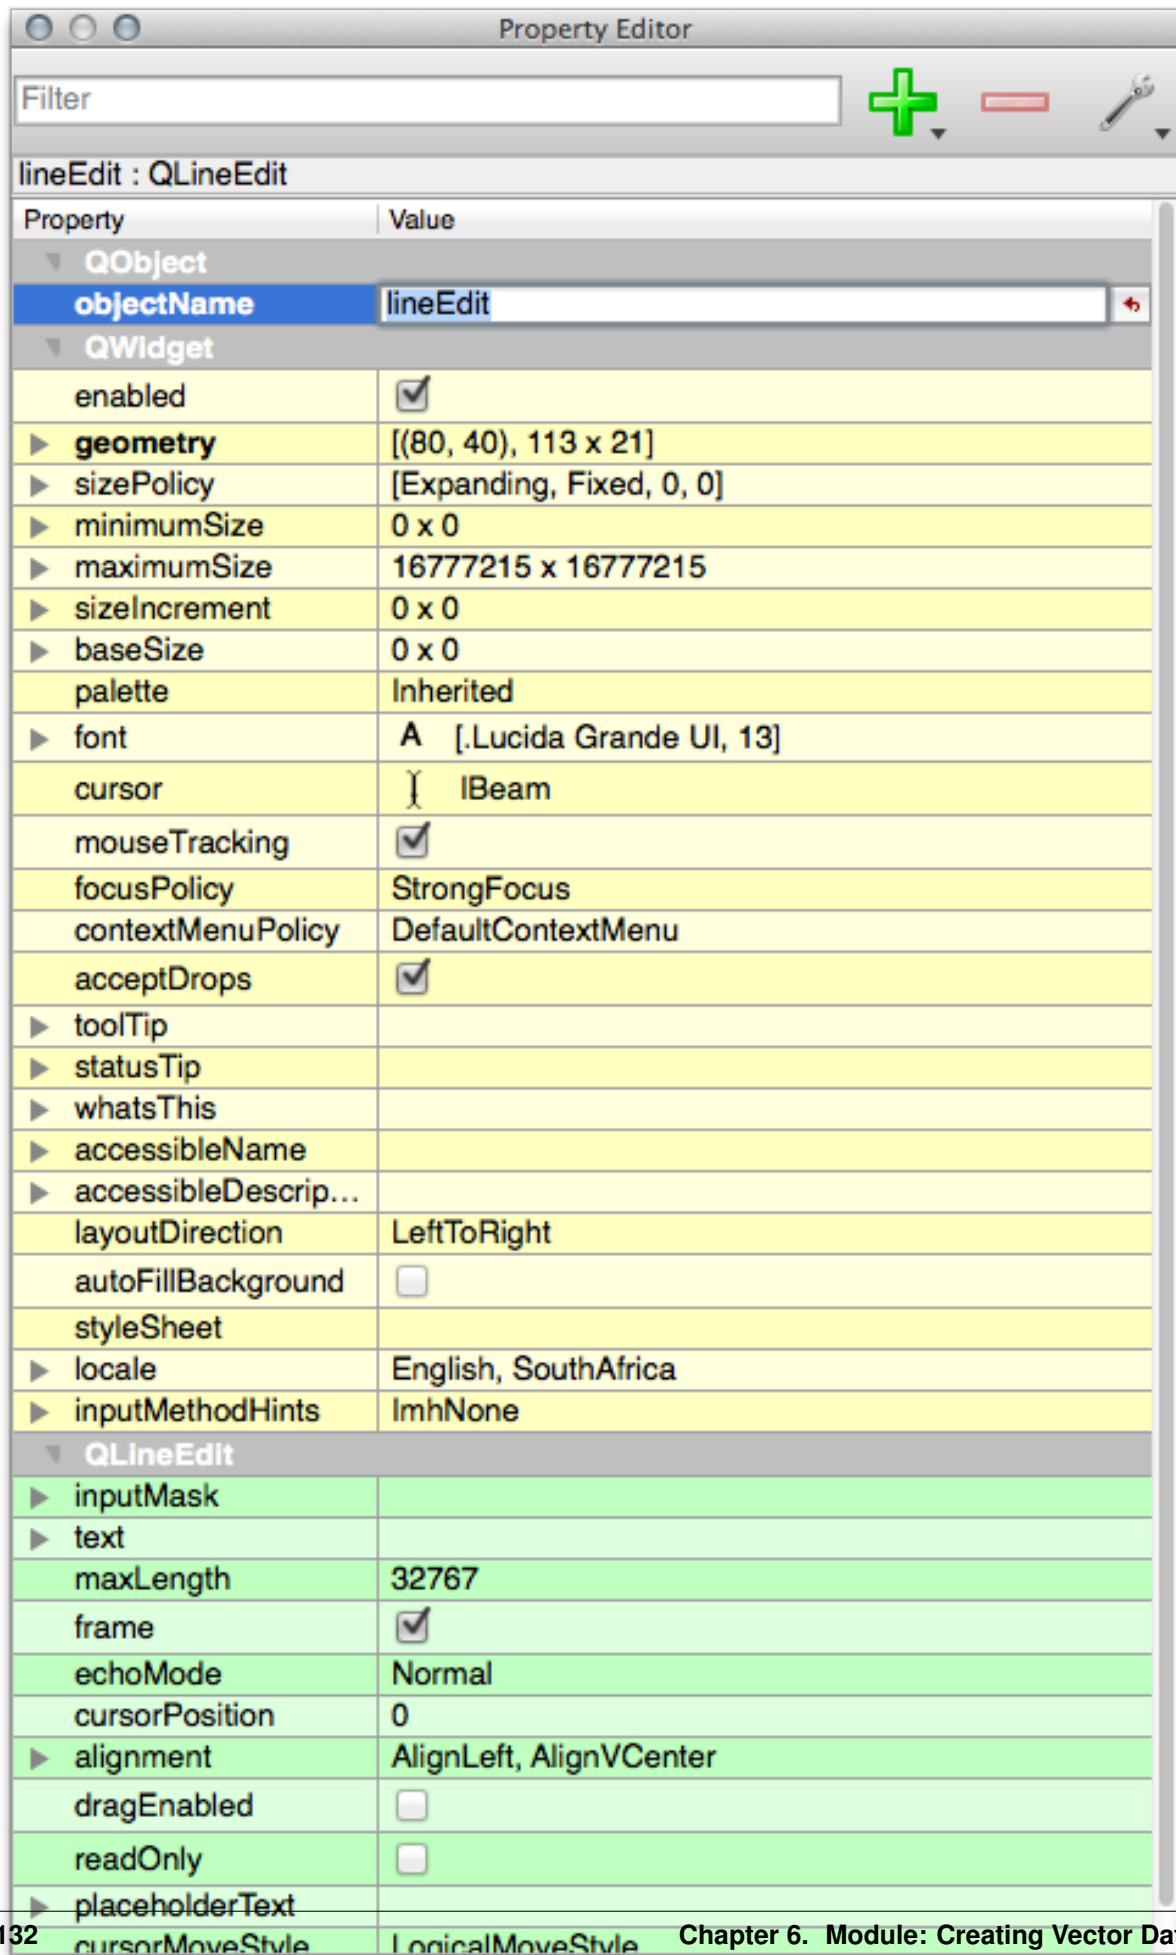 Property Editor
Filter
lineEdit : QLineEdit
Property Value
QObject
objectName lineEdit
QWidget
enabled
geometry [(80, 40), 113 x 21]
sizePolicy [Expanding, Fixed, 0, 0]
minimumSize 0 x 0
maximumSize 16777215 x 16777215
sizeIncrement 0 x 0
baseSize 0 x 0
palette Inherited
font A [.Lucida Grande UI, 13]
cursor IBeam
mouseTracking
focusPolicy StrongFocus
contextMenuPolicy DefaultContextMenu
acceptDrops
toolTip
statusTip
whatsThis
accessibleName
accessibleDescrip...
layoutDirection LeftToRight
autoFillBackground
styleSheet
locale English, SouthAfrica
inputMethodHints ImhNone
QLineEdit
inputMask
text
maxLength 32767
frame
echoMode Normal
cursorPosition 0
alignment AlignLeft, AlignVCenter
dragEnabled
readOnly
placeholderText
132 Chapter 6. Module: Creating Vector Dat
cursorMoveStyle LogicalMoveStyle